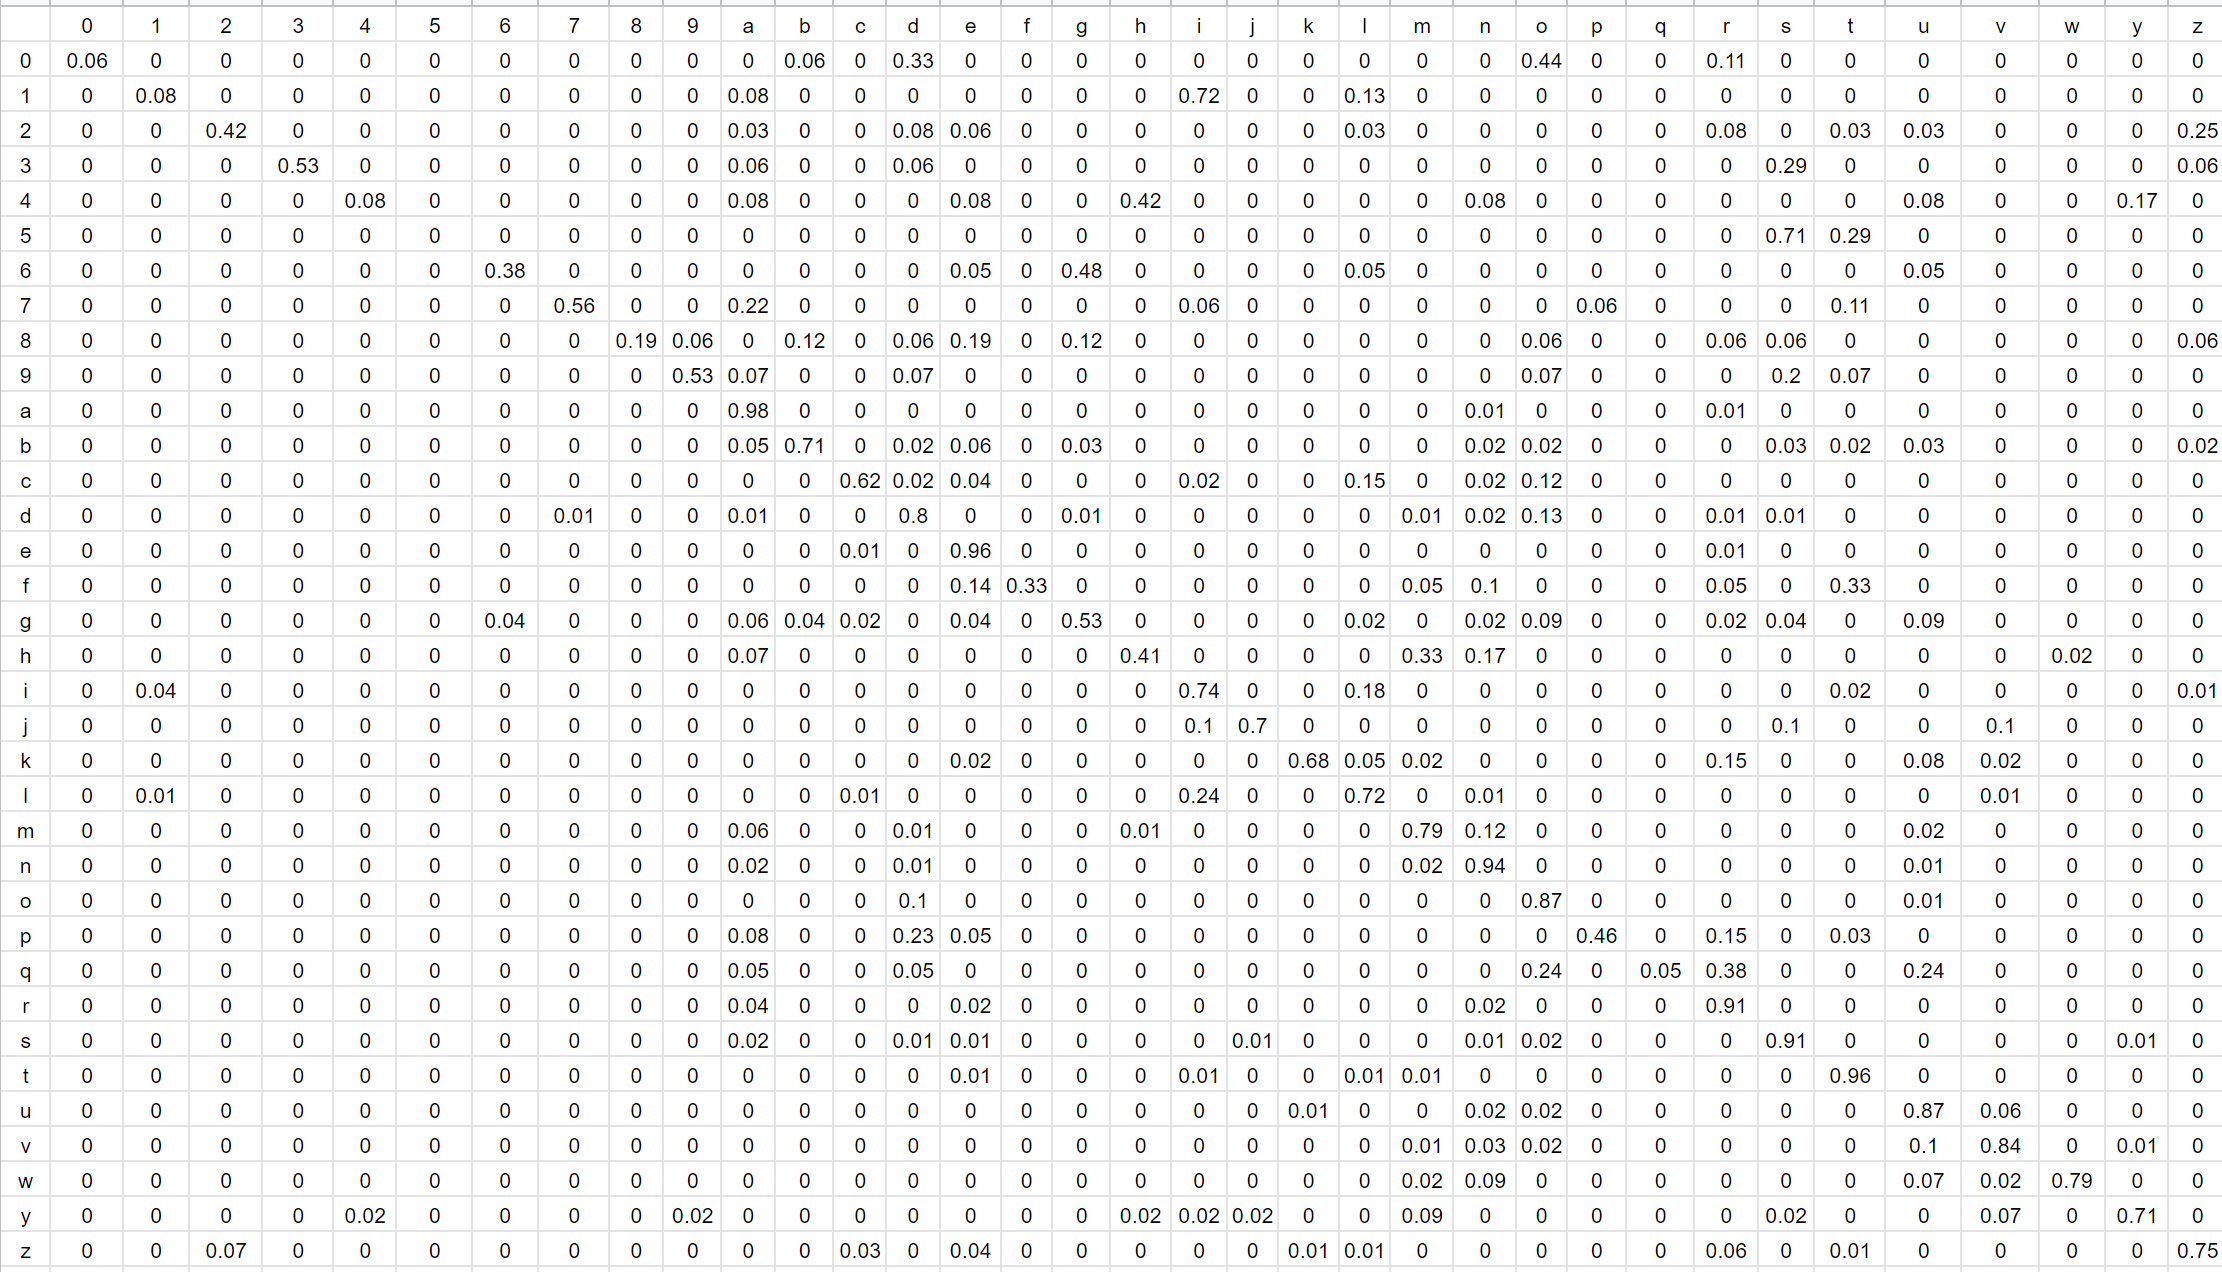 0 1 2 3 4 5 6 7 8 9 a b c d e f g h i j k l m n o p q r s t u v w y z
0 0.06 0 0 0 0 0 0 0 0 0 0 0.06 0 0.33 0 0 0 0 0 0 0 0 0 0 0.44 0 0 0.11 0 0 0 0 0 0 0
1 0 0.08 0 0 0 0 0 0 0 0 0.08 0 0 0 0 0 0 0 0.72 0 0 0.13 0 0 0 0 0 0 0 0 0 0 0 0 0
2 0 0 0.42 0 0 0 0 0 0 0 0.03 0 0 0.08 0.06 0 0 0 0 0 0 0.03 0 0 0 0 0 0.08 0 0.03 0.03 0 0 0 0.25
3 0 0 0 0.53 0 0 0 0 0 0 0.06 0 0 0.06 0 0 0 0 0 0 0 0 0 0 0 0 0 0 0.29 0 0 0 0 0 0.06
4 0 0 0 0 0.08 0 0 0 0 0 0.08 0 0 0 0.08 0 0 0.42 0 0 0 0 0 0.08 0 0 0 0 0 0 0.08 0 0 0.17 0
5 0 0 0 0 0 0 0 0 0 0 0 0 0 0 0 0 0 0 0 0 0 0 0 0 0 0 0 0 0.71 0.29 0 0 0 0 0
6 0 0 0 0 0 0 0.38 0 0 0 0 0 0 0 0.05 0 0.48 0 0 0 0 0.05 0 0 0 0 0 0 0 0 0.05 0 0 0 0
7 0 0 0 0 0 0 0 0.56 0 0 0.22 0 0 0 0 0 0 0 0.06 0 0 0 0 0 0 0.06 0 0 0 0.11 0 0 0 0 0
8 0 0 0 0 0 0 0 0 0.19 0.06 0 0.12 0 0.06 0.19 0 0.12 0 0 0 0 0 0 0 0.06 0 0 0.06 0.06 0 0 0 0 0 0.06
9 0 0 0 0 0 0 0 0 0 0.53 0.07 0 0 0.07 0 0 0 0 0 0 0 0 0 0 0.07 0 0 0 0.2 0.07 0 0 0 0 0
a 0 0 0 0 0 0 0 0 0 0 0.98 0 0 0 0 0 0 0 0 0 0 0 0 0.01 0 0 0 0.01 0 0 0 0 0 0 0
b 0 0 0 0 0 0 0 0 0 0 0.05 0.71 0 0.02 0.06 0 0.03 0 0 0 0 0 0 0.02 0.02 0 0 0 0.03 0.02 0.03 0 0 0 0.02
c 0 0 0 0 0 0 0 0 0 0 0 0 0.62 0.02 0.04 0 0 0 0.02 0 0 0.15 0 0.02 0.12 0 0 0 0 0 0 0 0 0 0
d 0 0 0 0 0 0 0 0.01 0 0 0.01 0 0 0.8 0 0 0.01 0 0 0 0 0 0.01 0.02 0.13 0 0 0.01 0.01 0 0 0 0 0 0
e 0 0 0 0 0 0 0 0 0 0 0 0 0.01 0 0.96 0 0 0 0 0 0 0 0 0 0 0 0 0.01 0 0 0 0 0 0 0
f 0 0 0 0 0 0 0 0 0 0 0 0 0 0 0.14 0.33 0 0 0 0 0 0 0.05 0.1 0 0 0 0.05 0 0.33 0 0 0 0 0
g 0 0 0 0 0 0 0.04 0 0 0 0.06 0.04 0.02 0 0.04 0 0.53 0 0 0 0 0.02 0 0.02 0.09 0 0 0.02 0.04 0 0.09 0 0 0 0
h 0 0 0 0 0 0 0 0 0 0 0.07 0 0 0 0 0 0 0.41 0 0 0 0 0.33 0.17 0 0 0 0 0 0 0 0 0.02 0 0
i 0 0.04 0 0 0 0 0 0 0 0 0 0 0 0 0 0 0 0 0.74 0 0 0.18 0 0 0 0 0 0 0 0.02 0 0 0 0 0.01
j 0 0 0 0 0 0 0 0 0 0 0 0 0 0 0 0 0 0 0.1 0.7 0 0 0 0 0 0 0 0 0.1 0 0 0.1 0 0 0
k 0 0 0 0 0 0 0 0 0 0 0 0 0 0 0.02 0 0 0 0 0 0.68 0.05 0.02 0 0 0 0 0.15 0 0 0.08 0.02 0 0 0
l 0 0.01 0 0 0 0 0 0 0 0 0 0 0.01 0 0 0 0 0 0.24 0 0 0.72 0 0.01 0 0 0 0 0 0 0 0.01 0 0 0
m 0 0 0 0 0 0 0 0 0 0 0.06 0 0 0.01 0 0 0 0.01 0 0 0 0 0.79 0.12 0 0 0 0 0 0 0.02 0 0 0 0
n 0 0 0 0 0 0 0 0 0 0 0.02 0 0 0.01 0 0 0 0 0 0 0 0 0.02 0.94 0 0 0 0 0 0 0.01 0 0 0 0
o 0 0 0 0 0 0 0 0 0 0 0 0 0 0.1 0 0 0 0 0 0 0 0 0 0 0.87 0 0 0 0 0 0.01 0 0 0 0
p 0 0 0 0 0 0 0 0 0 0 0.08 0 0 0.23 0.05 0 0 0 0 0 0 0 0 0 0 0.46 0 0.15 0 0.03 0 0 0 0 0
q 0 0 0 0 0 0 0 0 0 0 0.05 0 0 0.05 0 0 0 0 0 0 0 0 0 0 0.24 0 0.05 0.38 0 0 0.24 0 0 0 0
r 0 0 0 0 0 0 0 0 0 0 0.04 0 0 0 0.02 0 0 0 0 0 0 0 0 0.02 0 0 0 0.91 0 0 0 0 0 0 0
s 0 0 0 0 0 0 0 0 0 0 0.02 0 0 0.01 0.01 0 0 0 0 0.01 0 0 0 0.01 0.02 0 0 0 0.91 0 0 0 0 0.01 0
t 0 0 0 0 0 0 0 0 0 0 0 0 0 0 0.01 0 0 0 0.01 0 0 0.01 0.01 0 0 0 0 0 0 0.96 0 0 0 0 0
u 0 0 0 0 0 0 0 0 0 0 0 0 0 0 0 0 0 0 0 0 0.01 0 0 0.02 0.02 0 0 0 0 0 0.87 0.06 0 0 0
v 0 0 0 0 0 0 0 0 0 0 0 0 0 0 0 0 0 0 0 0 0 0 0.01 0.03 0.02 0 0 0 0 0 0.1 0.84 0 0.01 0
w 0 0 0 0 0 0 0 0 0 0 0 0 0 0 0 0 0 0 0 0 0 0 0.02 0.09 0 0 0 0 0 0 0.07 0.02 0.79 0 0
y 0 0 0 0 0.02 0 0 0 0 0.02 0 0 0 0 0 0 0 0.02 0.02 0.02 0 0 0.09 0 0 0 0 0 0.02 0 0 0.07 0 0.71 0
z 0 0 0.07 0 0 0 0 0 0 0 0 0 0.03 0 0.04 0 0 0 0 0 0.01 0.01 0 0 0 0 0 0.06 0 0.01 0 0 0 0 0.75